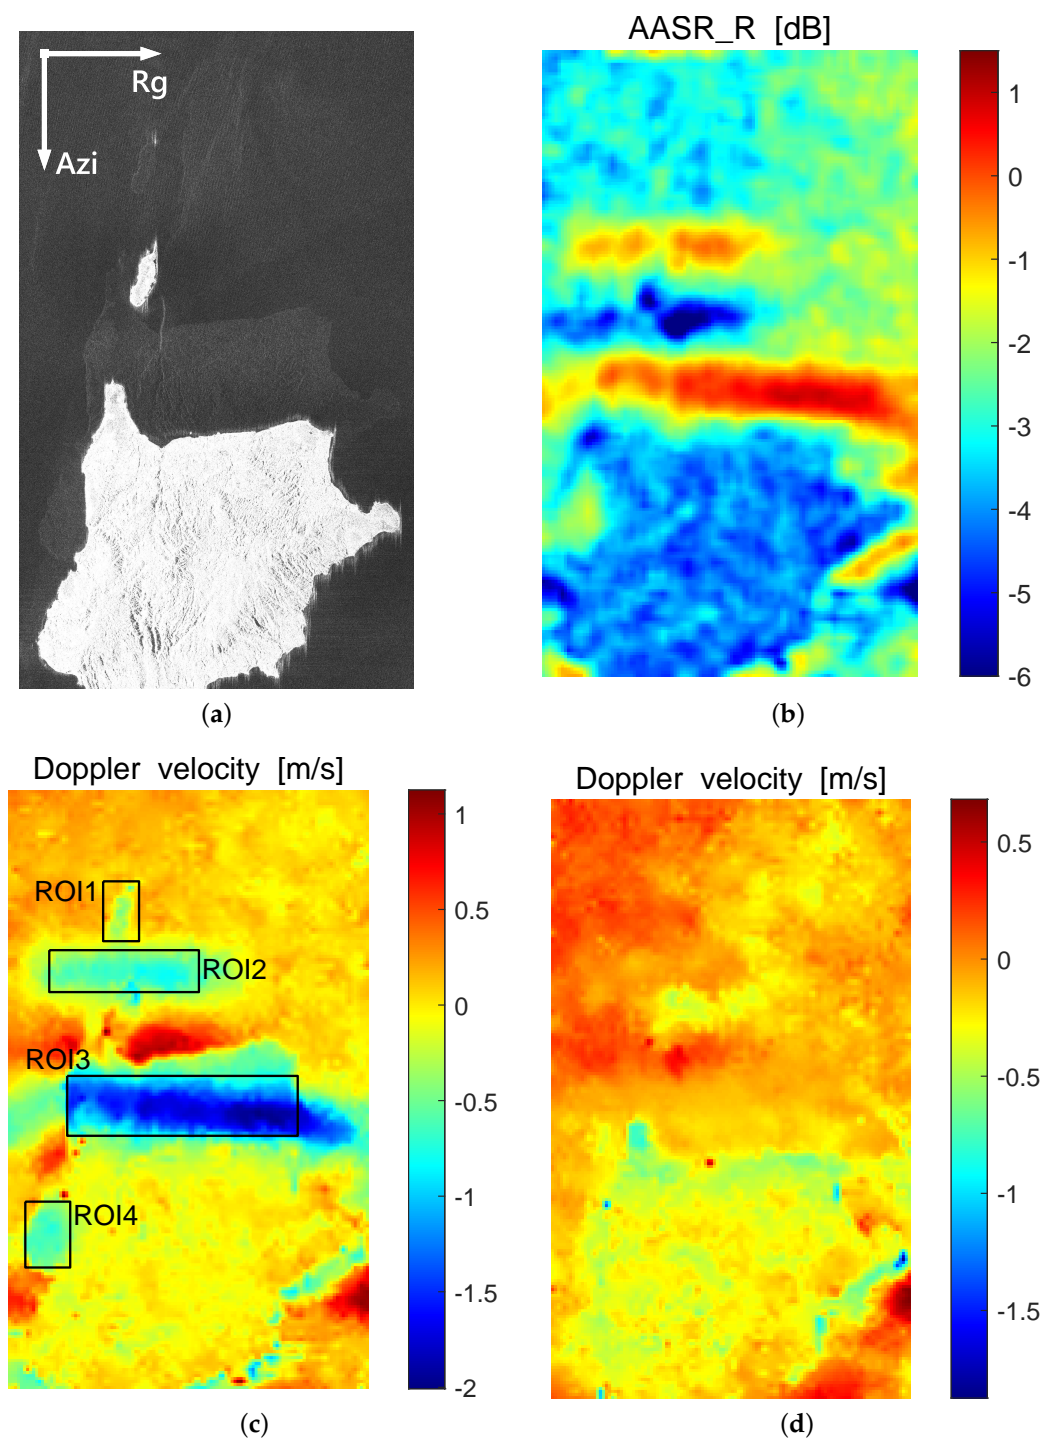 Rg
Azi
(a)
AASR_R [dB]
1
0
-1
-2
-3
-4
-5
-6
(b)
Doppler velocity [m/s]
ROI1
ROI2
ROI3
ROI4
1
0.5
0
-0.5
-1
-1.5
-2
(c)
Doppler velocity [m/s]
0.5
0
-0.5
-1
-1.5
(d)